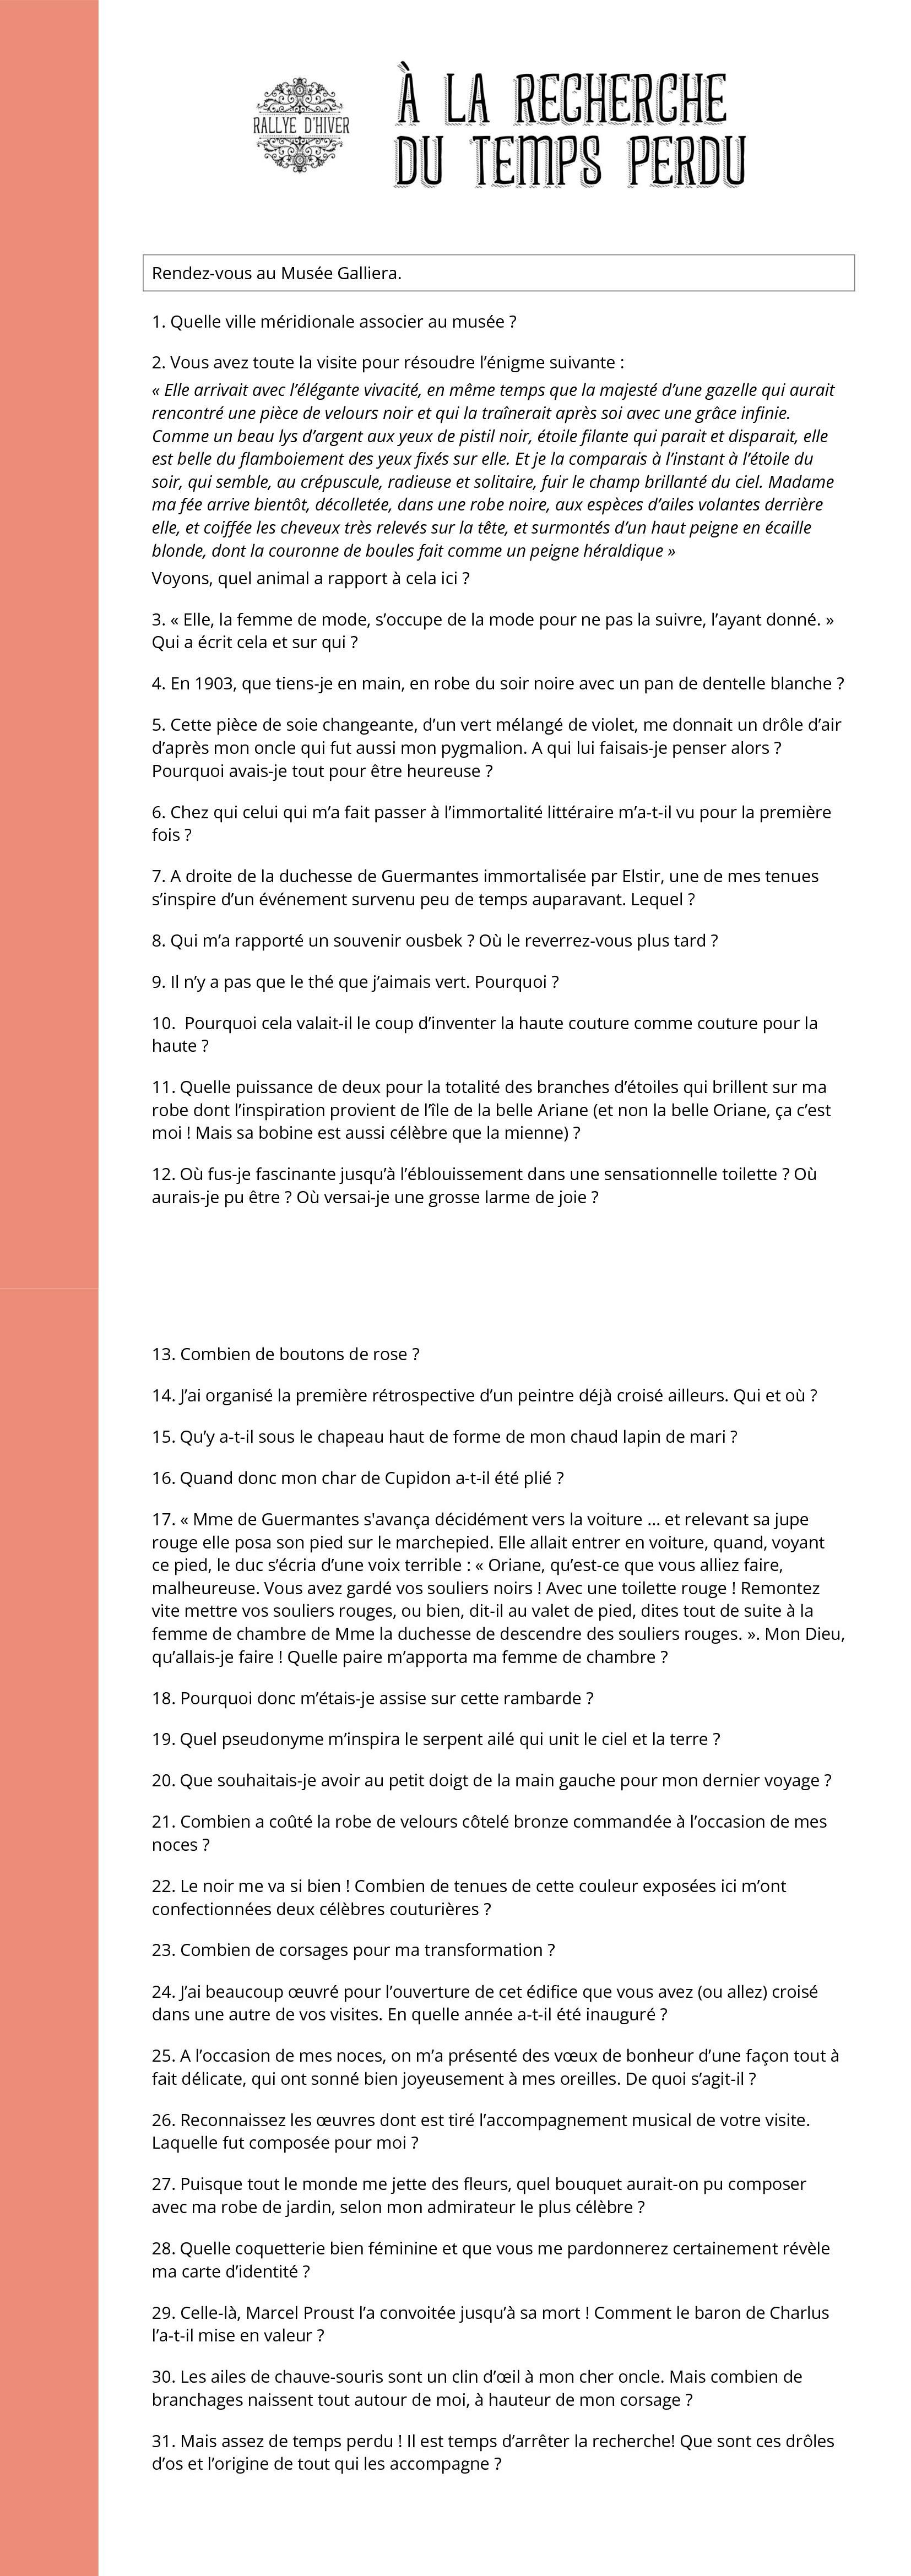 RALLYE D'HIVER
À LA RECHERCHE
DU TEMPS PERDU
Rendez-vous au Musée Galliera.
1. Quelle ville méridionale associer au musée ?
2. Vous avez toute la visite pour résoudre l’énigme suivante :
« Elle arrivait avec l’élégante vivacité, en même temps que la majesté d’une gazelle qui aurait
rencontré une pièce de velours noir et qui la traînerait après soi avec une grâce infinie.
Comme un beau lys d’argent aux yeux de pistil noir, étoile filante qui parait et disparait, elle
est belle du flamboiement des yeux fixés sur elle. Et je la comparais à l’instant à l’étoile du
soir, qui semble, au crépuscule, radieuse et solitaire, fuir le champ brillanté du ciel. Madame
ma fée arrive bientôt, décolletée, dans une robe noire, aux espèces d’ailes volantes derrière
elle, et coiffée les cheveux très relevés sur la tête, et surmontés d’un haut peigne en écaille
blonde, dont la couronne de boules fait comme un peigne héraldique »
Voyons, quel animal a rapport à cela ici ?
3. « Elle, la femme de mode, s’occupe de la mode pour ne pas la suivre, l’ayant donné. »
Qui a écrit cela et sur qui ?
4. En 1903, que tiens-je en main, en robe du soir noire avec un pan de dentelle blanche ?
5. Cette pièce de soie changeante, d’un vert mélangé de violet, me donnait un drôle d’air
d’après mon oncle qui fut aussi mon pygmalion. A qui lui faisais-je penser alors ?
Pourquoi avais-je tout pour être heureuse ?
6. Chez qui celui qui m’a fait passer à l’immortalité littéraire m’a-t-il vu pour la première
fois ?
7. A droite de la duchesse de Guermantes immortalisée par Elstir, une de mes tenues
s’inspire d’un événement survenu peu de temps auparavant. Lequel ?
8. Qui m’a rapporté un souvenir ousbek ? Où le reverrez-vous plus tard ?
9. Il n’y a pas que le thé que j’aimais vert. Pourquoi ?
10. Pourquoi cela valait-il le coup d’inventer la haute couture comme couture pour la
haute ?
11. Quelle puissance de deux pour la totalité des branches d’étoiles qui brillent sur ma
robe dont l’inspiration provient de l’île de la belle Ariane (et non la belle Oriane, ça c’est
moi ! Mais sa bobine est aussi célèbre que la mienne) ?
12. Où fus-je fascinante jusqu’à l’éblouissement dans une sensationnelle toilette ? Où
aurais-je pu être ? Où versai-je une grosse larme de joie ?
13. Combien de boutons de rose ?
14. J’ai organisé la première rétrospective d’un peintre déjà croisé ailleurs. Qui et où ?
15. Qu’y a-t-il sous le chapeau haut de forme de mon chaud lapin de mari ?
16. Quand donc mon char de Cupidon a-t-il été plié ?
17. « Mme de Guermantes s'avança décidément vers la voiture ... et relevant sa jupe
rouge elle posa son pied sur le marchepied. Elle allait entrer en voiture, quand, voyant
ce pied, le duc s’écria d’une voix terrible : « Oriane, qu’est-ce que vous alliez faire,
malheureuse. Vous avez gardé vos souliers noirs ! Avec une toilette rouge ! Remontez
vite mettre vos souliers rouges, ou bien, dit-il au valet de pied, dites tout de suite à la
femme de chambre de Mme la duchesse de descendre des souliers rouges. ». Mon Dieu,
qu’allais-je faire ! Quelle paire m’apporta ma femme de chambre ?
18. Pourquoi donc m’étais-je assise sur cette rambarde ?
19. Quel pseudonyme m’inspira le serpent ailé qui unit le ciel et la terre ?
20. Que souhaitais-je avoir au petit doigt de la main gauche pour mon dernier voyage ?
21. Combien a coûté la robe de velours côtelé bronze commandée à l’occasion de mes
noces ?
22. Le noir me va si bien ! Combien de tenues de cette couleur exposées ici m’ont
confectionnées deux célèbres couturières ?
23. Combien de corsages pour ma transformation ?
24. J’ai beaucoup œuvré pour l’ouverture de cet édifice que vous avez (ou allez) croisé
dans une autre de vos visites. En quelle année a-t-il été inauguré ?
25. A l’occasion de mes noces, on m’a présenté des vœux de bonheur d’une façon tout à
fait délicate, qui ont sonné bien joyeusement à mes oreilles. De quoi s’agit-il ?
26. Reconnaissez les œuvres dont est tiré l’accompagnement musical de votre visite.
Laquelle fut composée pour moi ?
27. Puisque tout le monde me jette des fleurs, quel bouquet aurait-on pu composer
avec ma robe de jardin, selon mon admirateur le plus célèbre ?
28. Quelle coquetterie bien féminine et que vous me pardonnerez certainement révèle
ma carte d’identité ?
29. Celle-là, Marcel Proust l’a convoitée jusqu’à sa mort ! Comment le baron de Charlus
l’a-t-il mise en valeur ?
30. Les ailes de chauve-souris sont un clin d’œil à mon cher oncle. Mais combien de
branchages naissent tout autour de moi, à hauteur de mon corsage ?
31. Mais assez de temps perdu ! Il est temps d’arrêter la recherche! Que sont ces drôles
d’os et l’origine de tout qui les accompagne ?